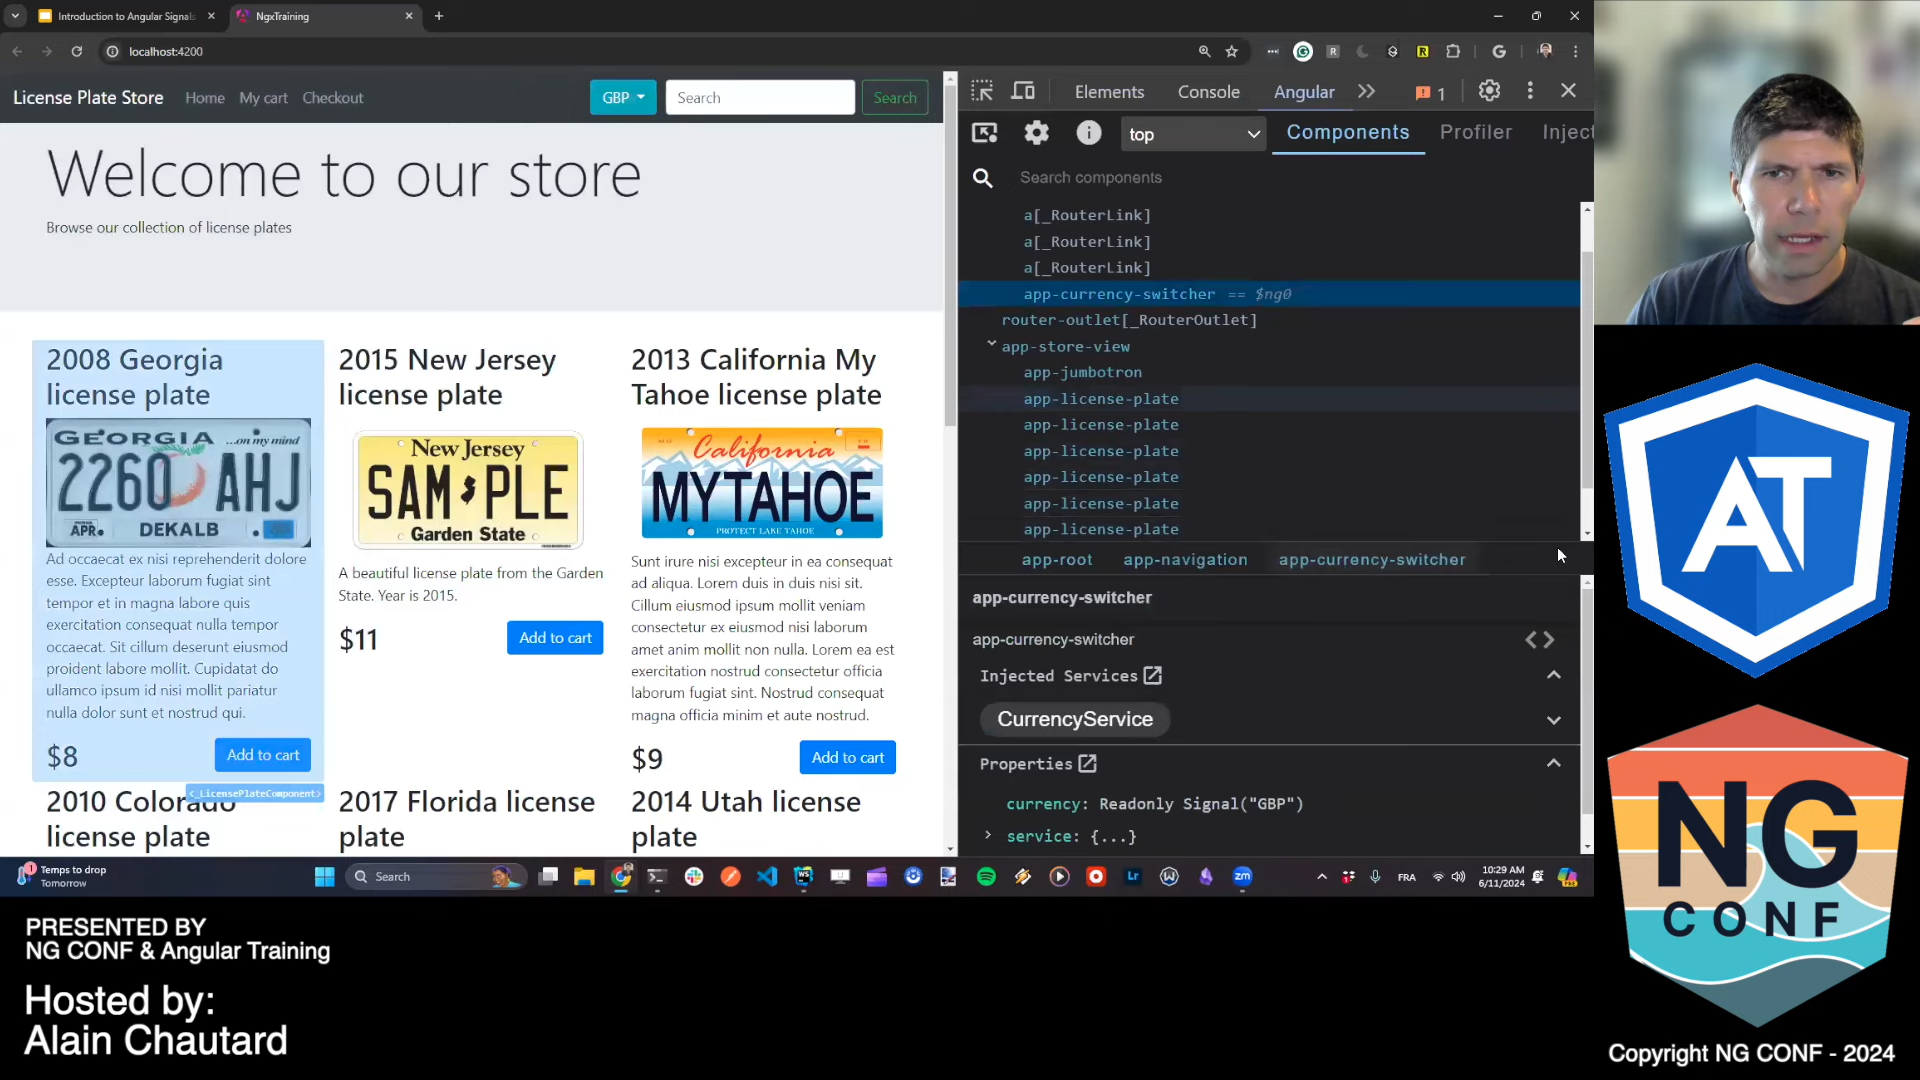 Introduction to Angular Signals
NgxTraining
localhost:4200
License Plate Store
Home
My cart
Checkout
GBP
Search
Search
Welcome to our store
Browse our collection of license plates
2008 Georgia
license plate
GEORGIA ...on my mind
2260 AHJ
APR.
DEKALB
Ad occaecat ex nisi reprehenderit dolore
esse. Excepteur laborum fugiat sint
tempor et in magna labore quis
exercitation consequat nulla tempor
occaecat. Sit cillum deserunt eiusmod
proident labore mollit. Cupidatat do
ullamco ipsum id nisi mollit pariatur
nulla dolor sunt et nostrud qui.
$8
Add to cart
<_LicensePlateComponent>
2015 New Jersey
license plate
New Jersey
SAM PLE
Garden State
A beautiful license plate from the Garden
State. Year is 2015.
$11
Add to cart
2013 California My
Tahoe license plate
California
MYTAHOE
PROTECT LAKE TAHOE
Sunt irure nisi excepteur in ea consequat
ad aliqua. Lorem duis in duis nisi sit.
Cillum eiusmod ipsum mollit veniam
consectetur ex eiusmod nisi laborum
amet anim mollit non nulla. Lorem ea est
exercitation nostrud consectetur officia
laborum fugiat sint. Nostrud consequat
magna officia minim et aute nostrud.
$9
Add to cart
2010 Colorado
license plate
2017 Florida license
plate
2014 Utah license
plate
Elements
Console
Angular
1
top
Components
Profiler
Inject
Search components
a[_RouterLink]
a[_RouterLink]
a[_RouterLink]
app-currency-switcher == $ng0
router-outlet[_RouterOutlet]
app-store-view
app-jumbotron
app-license-plate
app-license-plate
app-license-plate
app-license-plate
app-license-plate
app-license-plate
app-root
app-navigation
app-currency-switcher
app-currency-switcher
app-currency-switcher
Injected Services
CurrencyService
Properties
currency: Readonly Signal("GBP")
service: {...}
1
Temps to drop
Tomorrow
Search
FRA
10:29 AM
6/11/2024
PRESENTED BY
NG CONF & Angular Training
Hosted by:
Alain Chautard
AT
NG
CONF
Copyright NG CONF - 2024